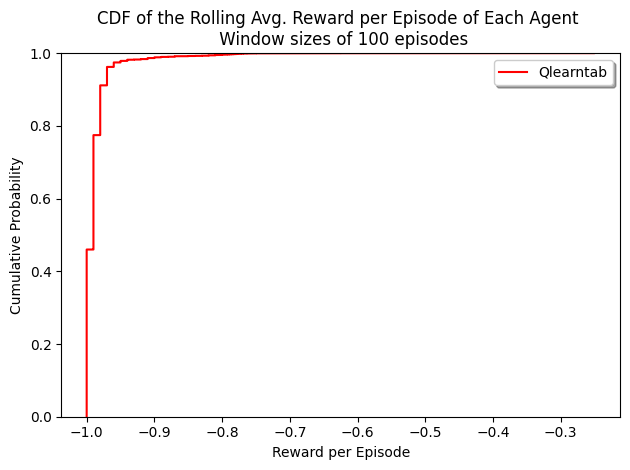 CDF of the Rolling Avg. Reward per Episode of Each Agent
Window sizes of 100 episodes
Qlearntab
1.0
0.8
0.6
0.4
0.2
0.0
Cumulative Probability
−1.0 −0.9 −0.8 −0.7 −0.6 −0.5 −0.4 −0.3
Reward per Episode